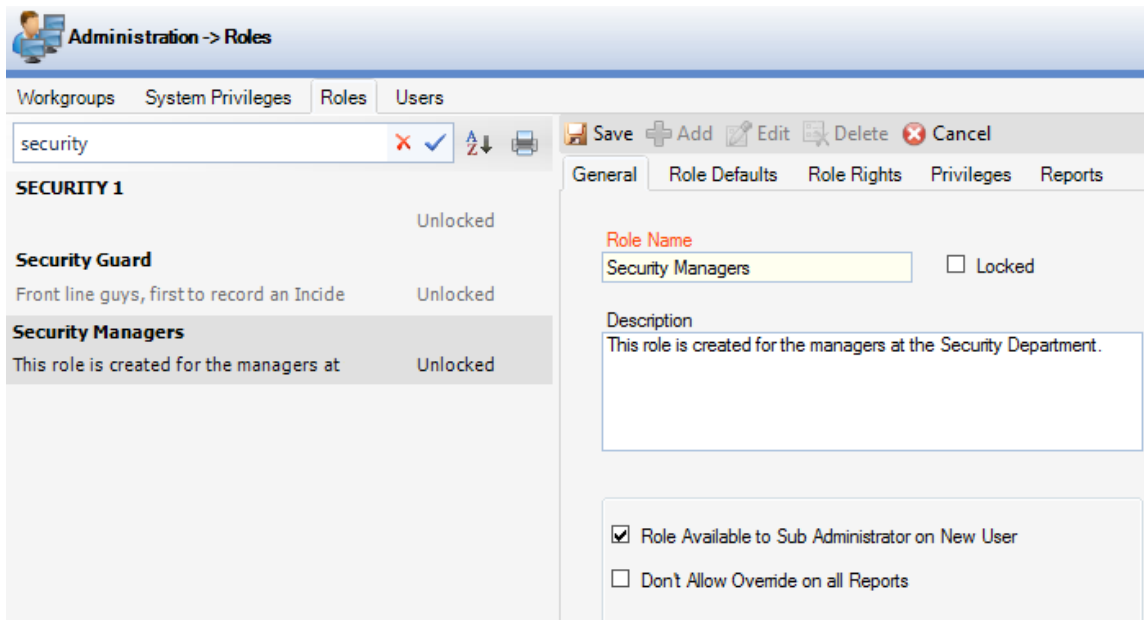 Administration -> Roles
Workgroups System Privileges Roles Users
security
Save Add Edit Delete Cancel
SECURITY 1
Unlocked
Security Guard
Front line guys, first to record an Incide Unlocked
Security Managers
This role is created for the managers at Unlocked
General Role Defaults Role Rights Privileges Reports
Role Name
Security Managers Locked
Description
This role is created for the managers at the Security Department.
Role Available to Sub Administrator on New User
Don't Allow Override on all Reports